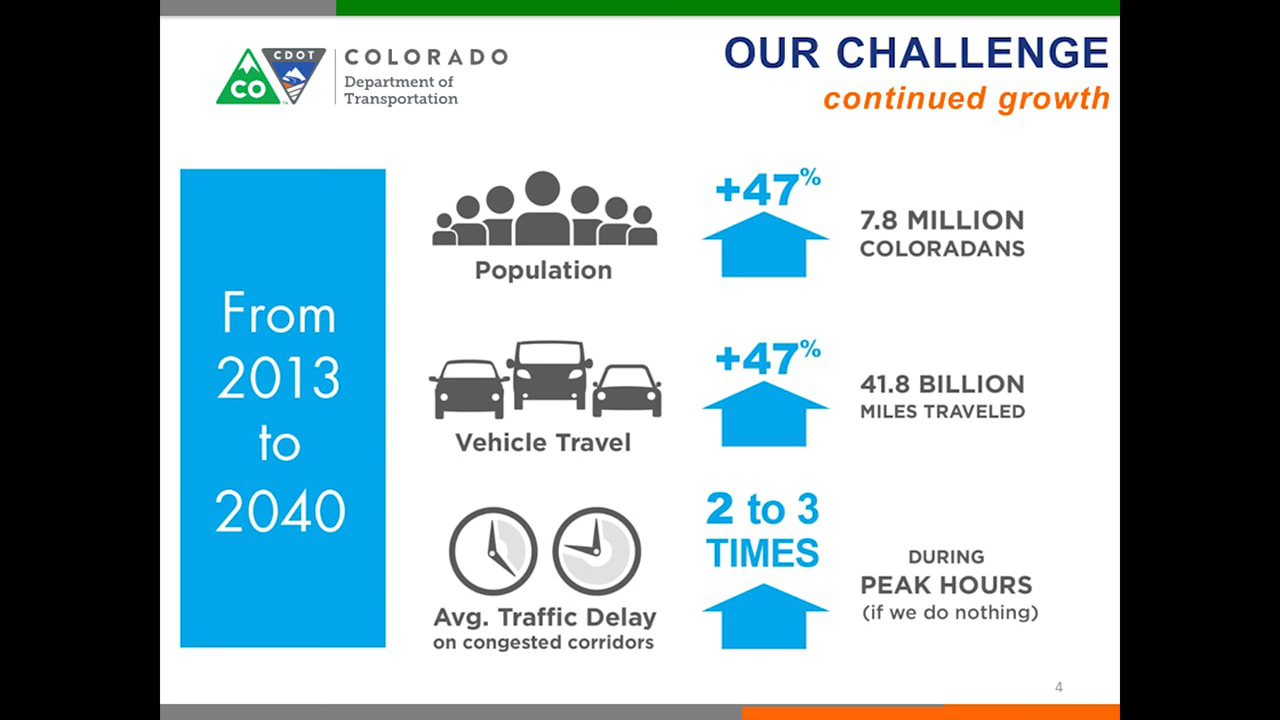 CO
CDOT
COLORADO
Department of
Transportation
OUR CHALLENGE
continued growth
From
2013
to
2040
Population
+47%
7.8 MILLION
COLORADANS
Vehicle Travel
+47%
41.8 BILLION
MILES TRAVELED
Avg. Traffic Delay
on congested corridors
2 to 3
TIMES
DURING
PEAK HOURS
(if we do nothing)
4